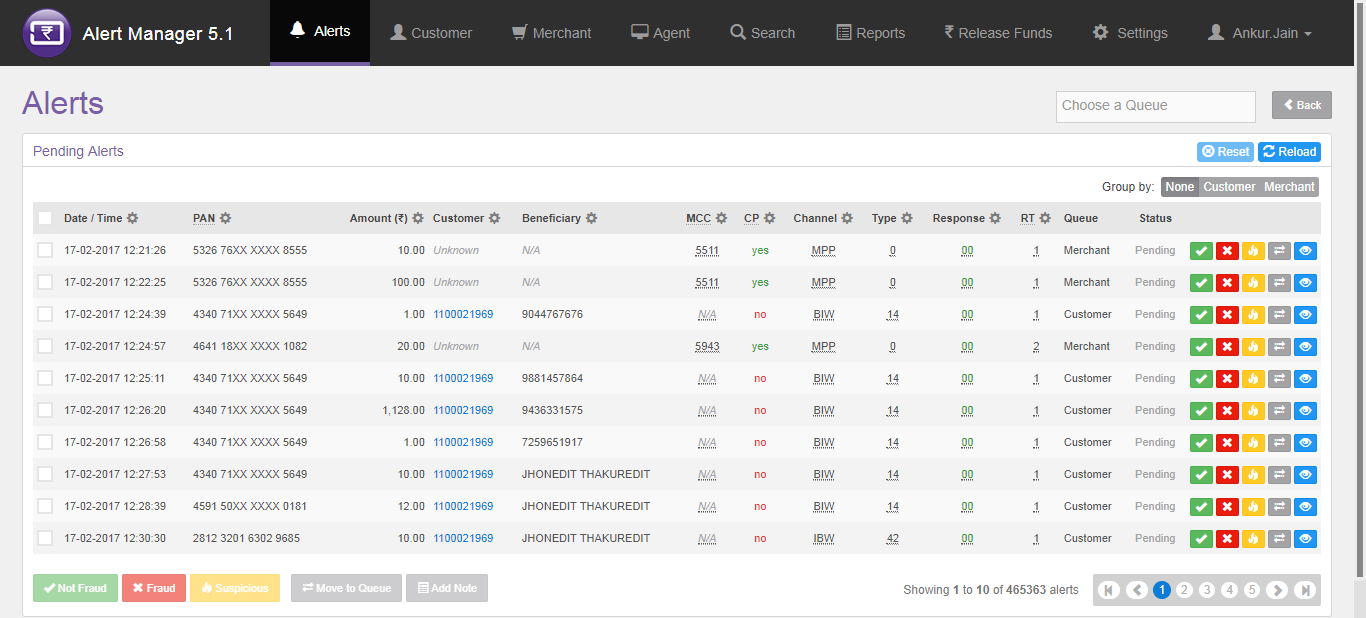 Alert Manager 5.1 Alerts Customer Merchant Agent Search Reports ₹ Release Funds Settings Ankur.Jain
Alerts Choose a Queue Back
Pending Alerts Reset Reload
Group by: None Customer Merchant
Date / Time PAN Amount (₹) Customer Beneficiary MCC CP Channel Type Response RT Queue Status
17-02-2017 12:21:26 5326 76XX XXXX 8555 10.00 Unknown N/A 5511 yes MPP 0 00 1 Merchant Pending
17-02-2017 12:22:25 5326 76XX XXXX 8555 100.00 Unknown N/A 5511 yes MPP 0 00 1 Merchant Pending
17-02-2017 12:24:39 4340 71XX XXXX 5649 1.00 1100021969 9044767676 N/A no BIW 14 00 1 Customer Pending
17-02-2017 12:24:57 4641 18XX XXXX 1082 20.00 Unknown N/A 5943 yes MPP 0 00 2 Merchant Pending
17-02-2017 12:25:11 4340 71XX XXXX 5649 10.00 1100021969 9881457864 N/A no BIW 14 00 1 Customer Pending
17-02-2017 12:26:20 4340 71XX XXXX 5649 1,128.00 1100021969 9436331575 N/A no BIW 14 00 1 Customer Pending
17-02-2017 12:26:58 4340 71XX XXXX 5649 1.00 1100021969 7259651917 N/A no BIW 14 00 1 Customer Pending
17-02-2017 12:27:53 4340 71XX XXXX 5649 10.00 1100021969 JHONEDIT THAKUREDIT N/A no BIW 14 00 1 Customer Pending
17-02-2017 12:28:39 4591 50XX XXXX 0181 12.00 1100021969 JHONEDIT THAKUREDIT N/A no BIW 14 00 1 Customer Pending
17-02-2017 12:30:30 2812 3201 6302 9685 10.00 1100021969 JHONEDIT THAKUREDIT N/A no IBW 42 00 1 Customer Pending
Not Fraud Fraud Suspicious Move to Queue Add Note Showing 1 to 10 of 465363 alerts 1 2 3 4 5